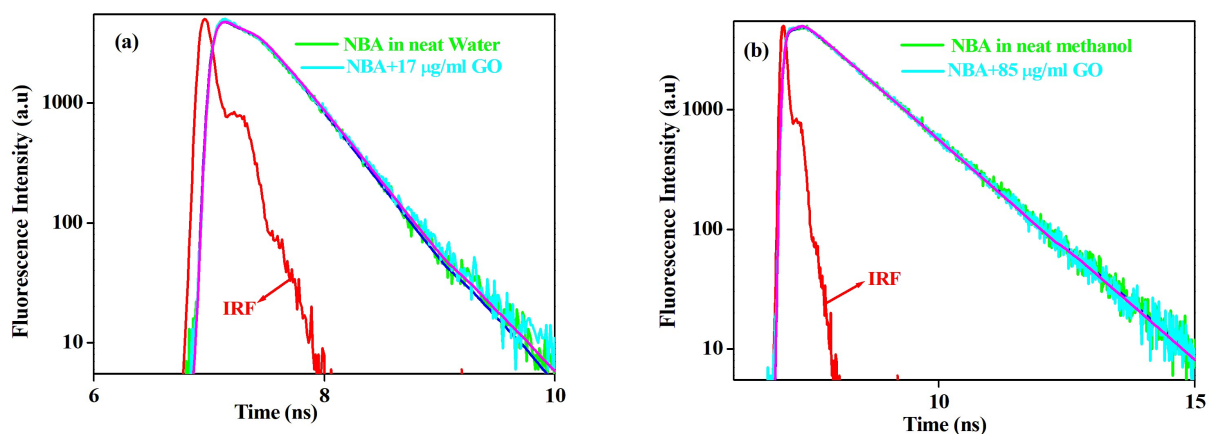 (a)
NBA in neat Water
NBA+17 µg/ml GO
IRF
Fluorescence Intensity (a.u)
1000
100
10
6
8
10
Time (ns)
(b)
NBA in neat methanol
NBA+85 µg/ml GO
IRF
Fluorescence Intensity (a.u)
1000
100
10
10
15
Time (ns)